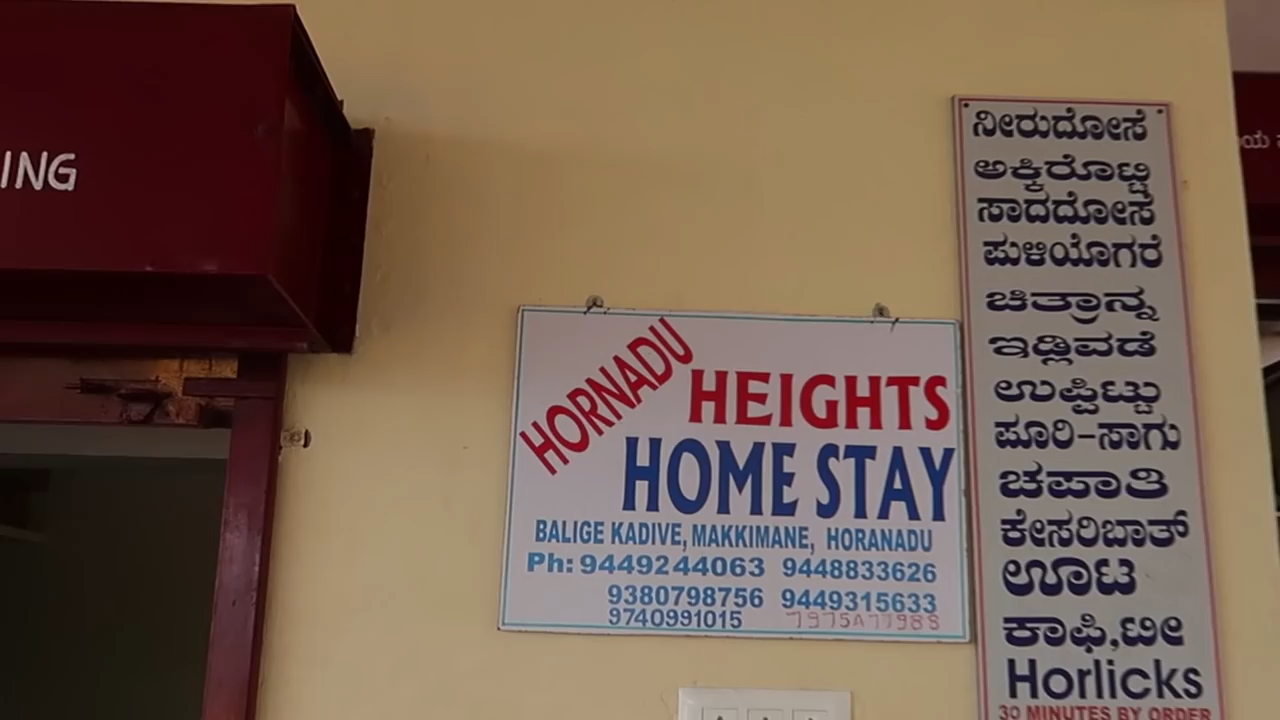 ING
HORNADU
HEIGHTS
HOME STAY
BALIGE KADIVE, MAKKIMANE, HORANADU
Ph: 9449244063 9448833626
9380798756 9449315633
9740991015
ನೀರುದೋಸೆ
ಅಕ್ಕಿರೊಟ್ಟಿ
ಸಾದದೋಸೆ
ಪುಳಿಯೊಗರೆ
ಚಿತ್ರಾನ್ನ
ಇಡ್ಲಿವಡೆ
ಉಪ್ಪಿಟ್ಟು
ಪೂರಿ-ಸಾಗು
ಚಪಾತಿ
ಕೇಸರಿಬಾತ್
ಊಟ
ಕಾಫಿ,ಟೀ
Horlicks
30 MINUTES BY ORDER